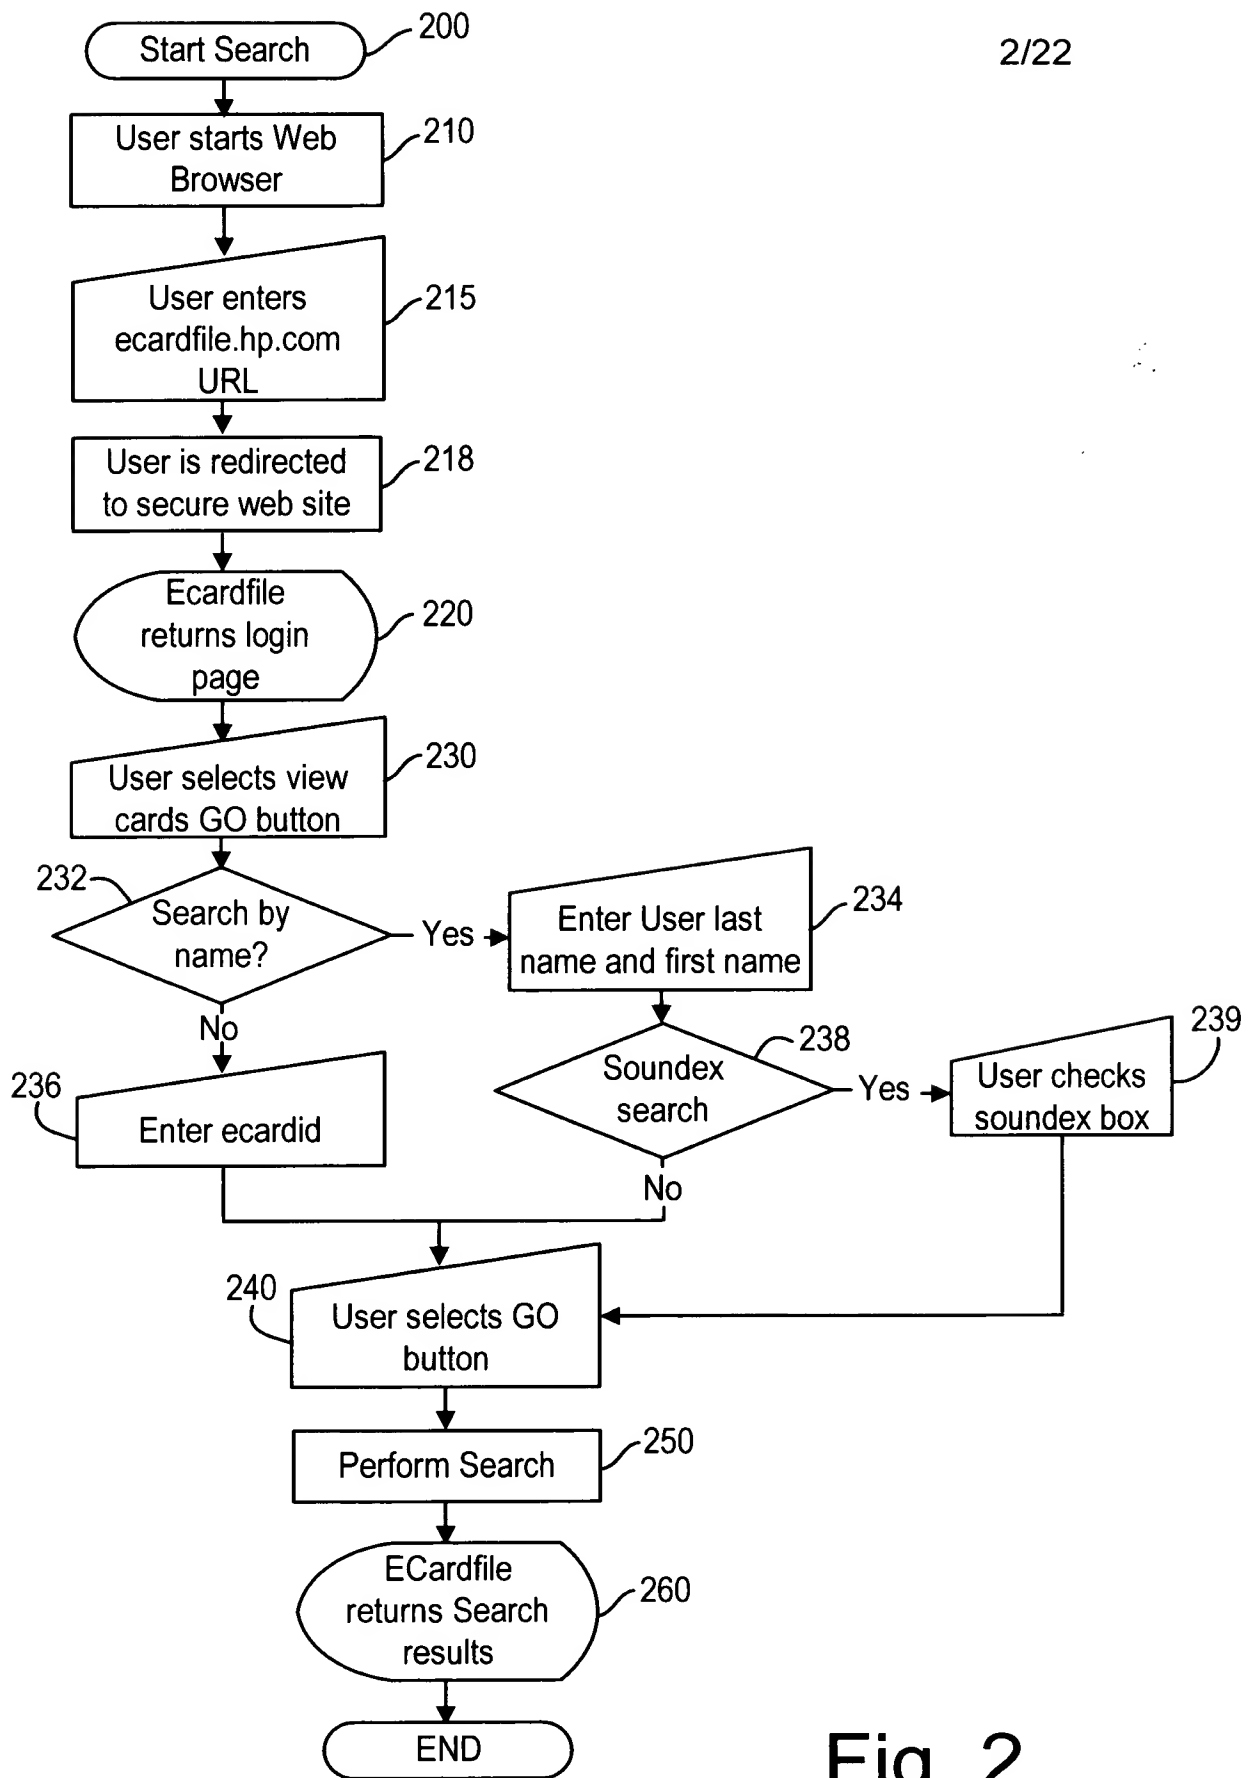 Start Search
200
2/22
User starts Web
Browser
210
User enters
ecardfile.hp.com
URL
215
User is redirected
to secure web site
218
Ecardfile
returns login
page
220
User selects view
cards GO button
230
232
Search by
name?
Yes
Enter User last
name and first name
234
No
236
Enter ecardid
Soundex
search
238
Yes
User checks
soundex box
239
No
240
User selects GO
button
Perform Search
250
ECardfile
returns Search
results
260
END
Fig. 2